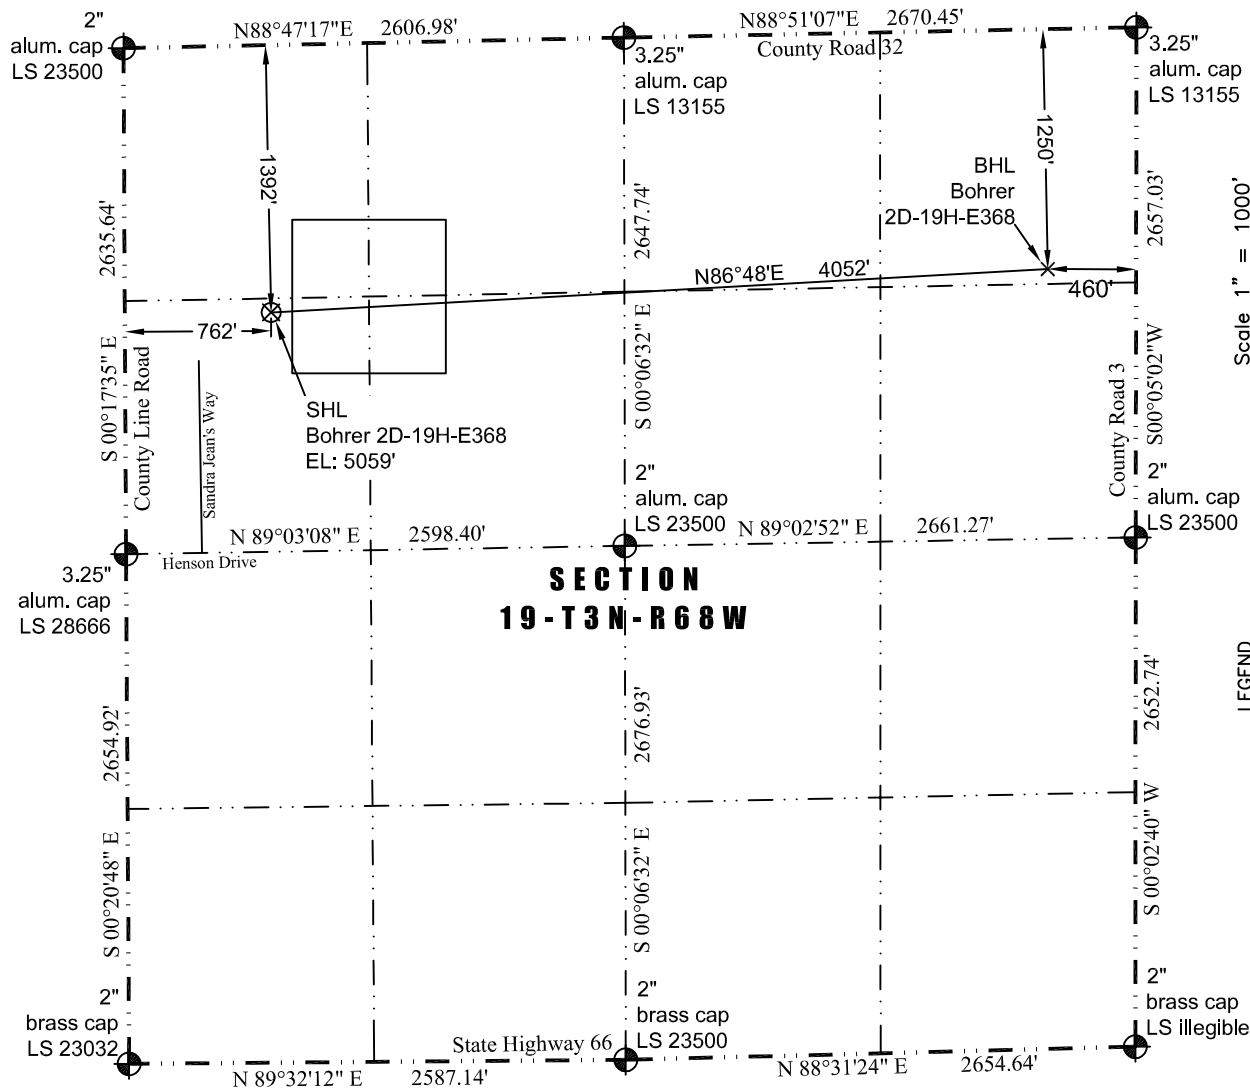 2"
alum. cap
LS 23500
N88°47'17"E 2606.98'
N88°51'07"E 2670.45'
County Road 32
3.25"
alum. cap
LS 13155
3.25"
alum. cap
LS 13155
1392'
1250'
BHL
Bohrer
2D-19H-E368
2635.64'
2647.74'
2657.03'
Scale 1" = 1000'
N86°48'E 4052'
460'
762'
S 00°17'35" E
County Line Road
Sandra Jean's Way
SHL
Bohrer 2D-19H-E368
EL: 5059'
S 00°06'32" E
County Road 3
S00°05'02"W
2"
alum. cap
LS 23500
2"
alum. cap
LS 23500
N 89°03'08" E 2598.40'
N 89°02'52" E 2661.27'
Henson Drive
3.25"
alum. cap
LS 28666
SECTION
19-T3N-R68W
LEGEND
2654.92'
2676.93'
2652.74'
S 00°20'48" E
S 00°06'32" E
S 00°02'40" W
2"
brass cap
LS 23032
2"
brass cap
LS 23500
2"
brass cap
LS illegible
State Highway 66
N 89°32'12" E 2587.14'
N 88°31'24" E 2654.64'